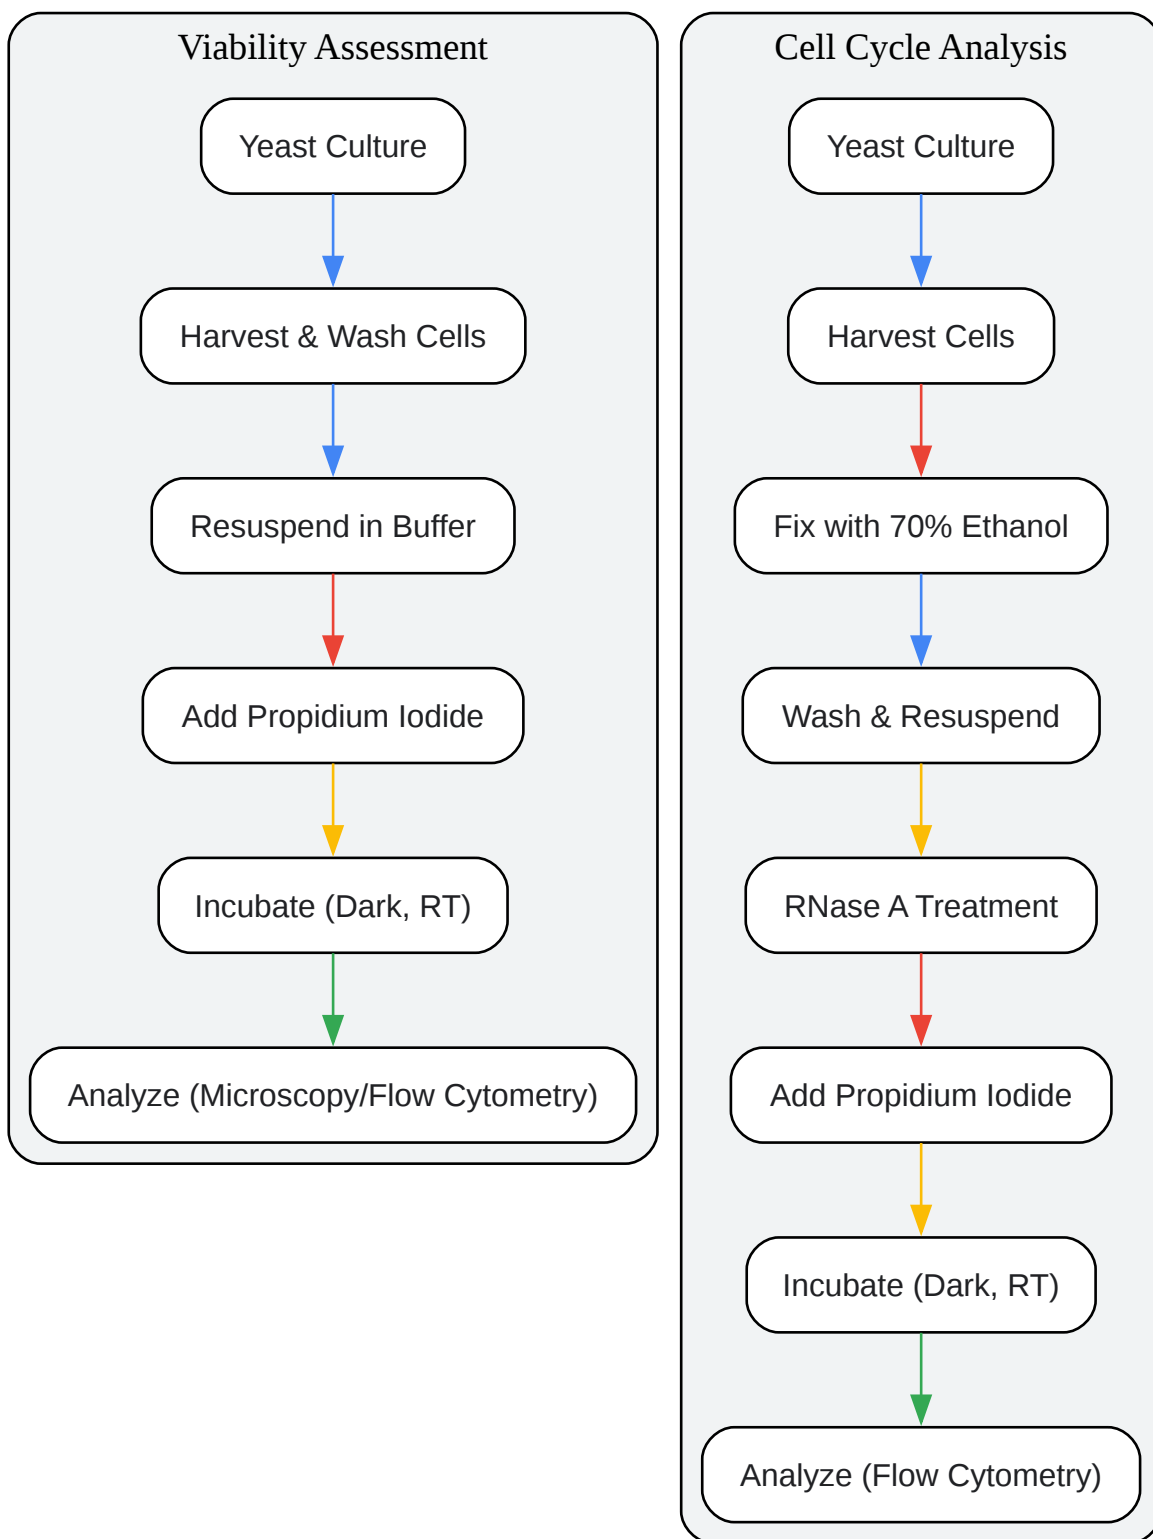 Viability Assessment
Yeast Culture
Harvest & Wash Cells
Resuspend in Buffer
Add Propidium Iodide
Incubate (Dark, RT)
Analyze (Microscopy/Flow Cytometry)
Cell Cycle Analysis
Yeast Culture
Harvest Cells
Fix with 70% Ethanol
Wash & Resuspend
RNase A Treatment
Add Propidium Iodide
Incubate (Dark, RT)
Analyze (Flow Cytometry)